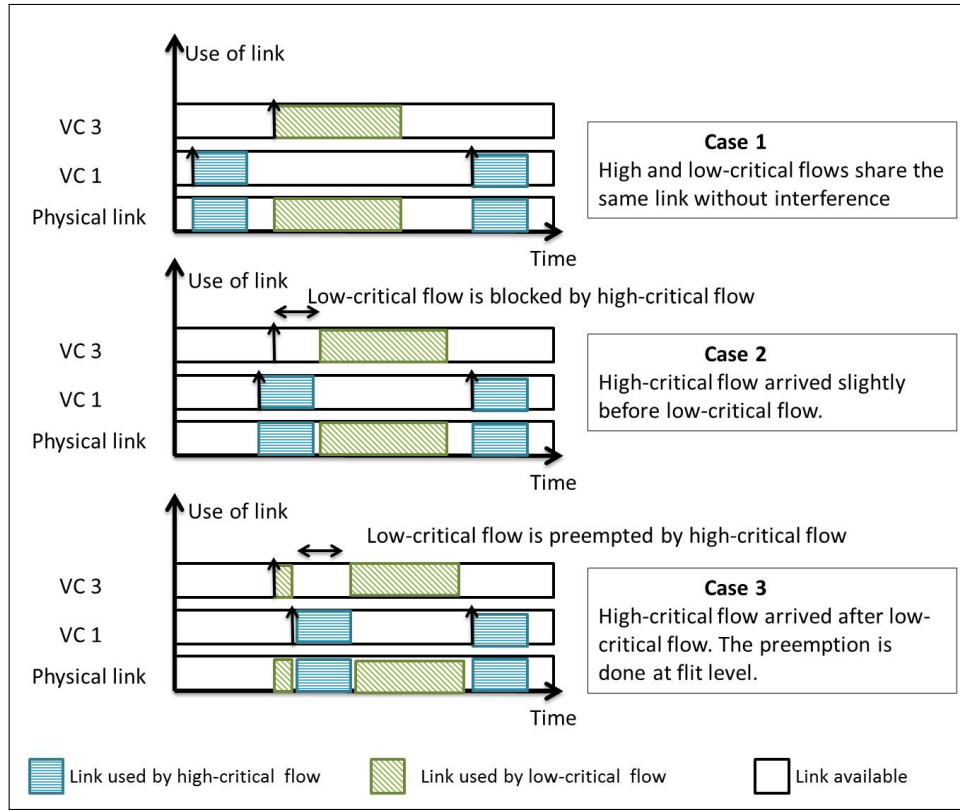 Use of link
VC 3
VC 1
Physical link
Time
Case 1
High and low-critical flows share the
same link without interference
Use of link
Low-critical flow is blocked by high-critical flow
VC 3
VC 1
Physical link
Time
Case 2
High-critical flow arrived slightly
before low-critical flow.
Use of link
Low-critical flow is preempted by high-critical flow
VC 3
VC 1
Physical link
Time
Case 3
High-critical flow arrived after low-
critical flow. The preemption is
done at flit level.
Link used by high-critical flow
Link used by low-critical flow
Link available